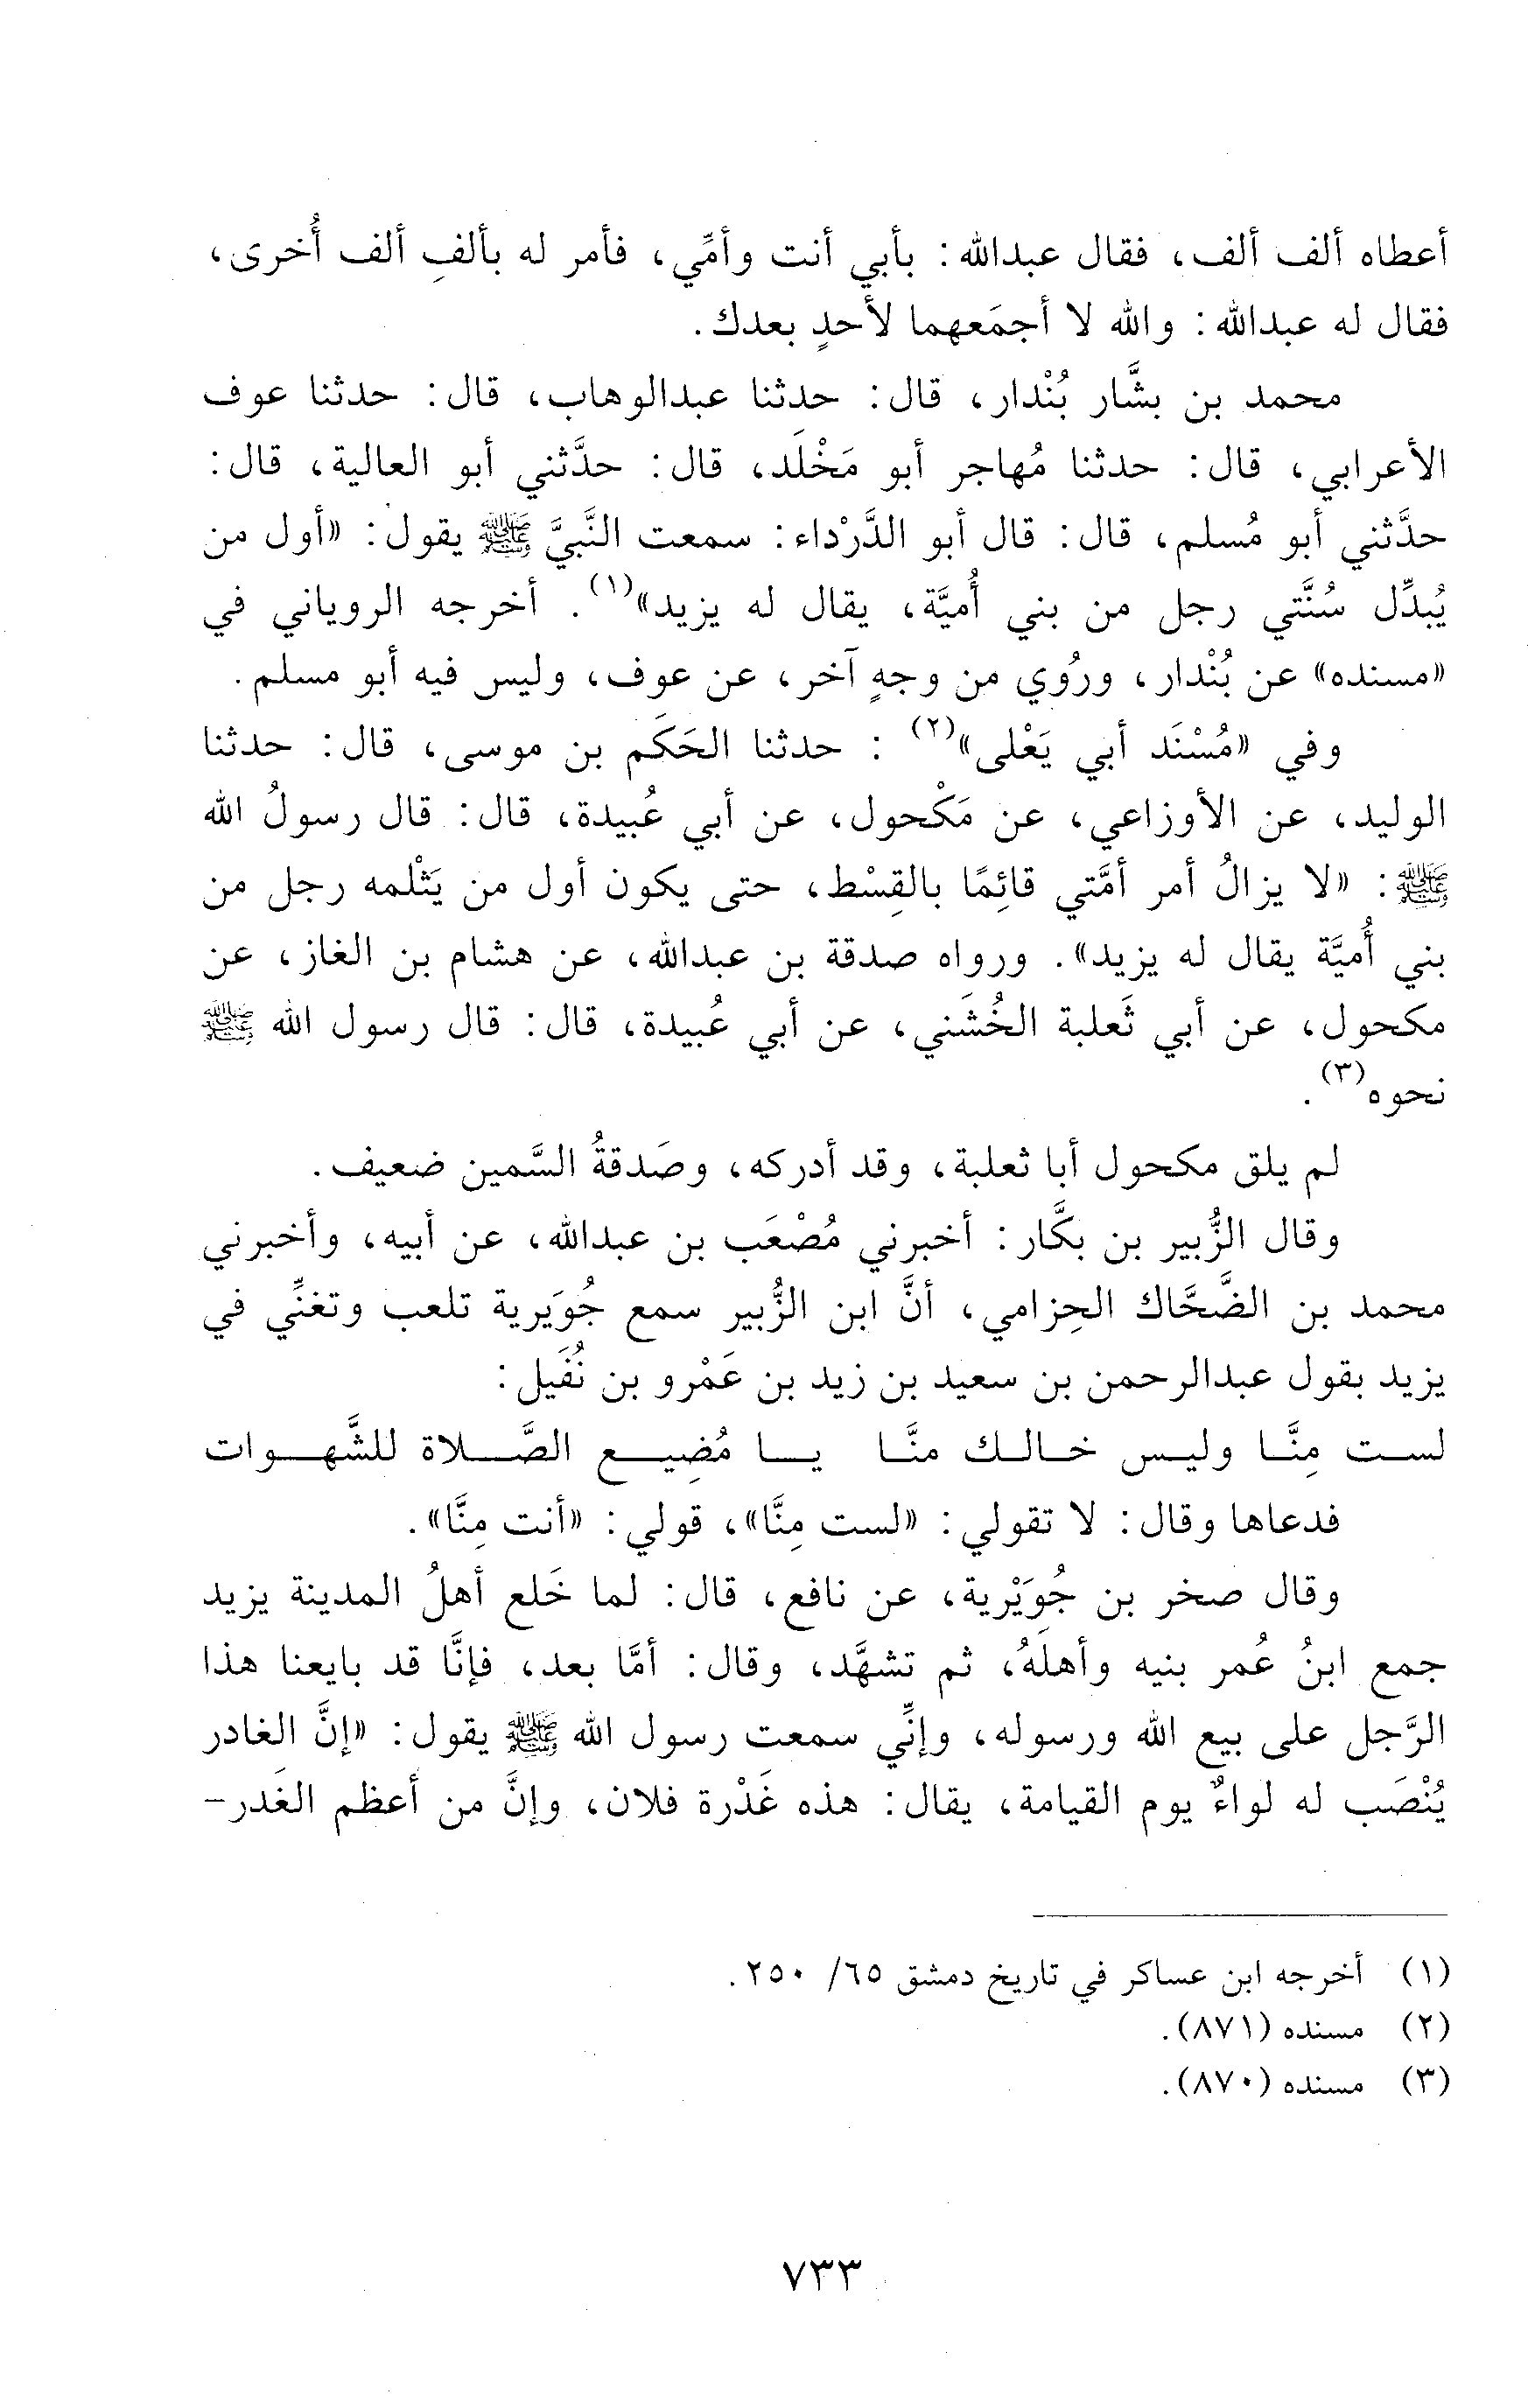 أعطاه ألف ألف، فقال عبدالله: بأبي أنت وأمِّي، فأمر له بألفِ ألف أُخرى،
فقال له عبدالله: والله لا أجمَعهما لأحدٍ بعدك.
محمد بن بشَّار بُنْدار، قال: حدثنا عبدالوهاب، قال: حدثنا عوف
الأعرابي، قال: حدثنا مُهاجر أبو مَخْلَد، قال: حدَّثني أبو العالية، قال:
حدَّثني أبو مُسلم، قال: قال أبو الدَّرْداء: سمعت النَّبيَّ ﷺ يقول: «أول من
يُبدِّل سُنَّتي رجل من بني أُميَّة، يقال له يزيد»(١). أخرجه الروياني في
«مسنده» عن بُنْدار، ورُوي من وجهٍ آخر، عن عوف، وليس فيه أبو مسلم.
وفي «مُسْنَد أبي يَعْلى»(٢) : حدثنا الحَكَم بن موسى، قال: حدثنا
الوليد، عن الأوزاعي، عن مَكْحول، عن أبي عُبيدة، قال: قال رسولُ الله
ﷺ: «لا يزالُ أمر أمَّتي قائِمًا بالقِسْط، حتى يكون أول من يَثْلمه رجل من
بني أُميَّة يقال له يزيد». ورواه صدقة بن عبدالله، عن هشام بن الغاز، عن
مكحول، عن أبي ثَعلبة الخُشَني، عن أبي عُبيدة، قال: قال رسول الله ﷺ
نحوه(٣).
لم يلق مكحول أبا ثعلبة، وقد أدركه، وصَدقةُ السَّمين ضعيف.
وقال الزُّبير بن بكَّار: أخبرني مُصْعَب بن عبدالله، عن أبيه، وأخبرني
محمد بن الضَّحَّاك الحِزامي، أنَّ ابن الزُّبير سمع جُوَيرية تلعب وتغنِّي في
يزيد بقول عبدالرحمن بن سعيد بن زيد بن عَمْرو بن نُفَيل:
لست مِنَّا وليس خالك منَّا يا مُضِيع الصَّلاة للشَّهوات
فدعاها وقال: لا تقولي: «لست مِنَّا»، قولي: «أنت مِنَّا».
وقال صخر بن جُوَيْرية، عن نافع، قال: لما خَلع أهلُ المدينة يزيد
جمع ابنُ عُمر بنيه وأهلَهُ، ثم تشهَّد، وقال: أمَّا بعد، فإنَّا قد بايعنا هذا
الرَّجل على بيع الله ورسوله، وإنِّي سمعت رسول الله ﷺ يقول: «إنَّ الغادر
يُنْصَب له لواءٌ يوم القيامة، يقال: هذه غَدْرة فلان، وإنَّ من أعظم الغَدر-
(١) أخرجه ابن عساكر في تاريخ دمشق ٦٥/ ٢٥٠.
(٢) مسنده (٨٧١).
(٣) مسنده (٨٧٠).
٧٣٣